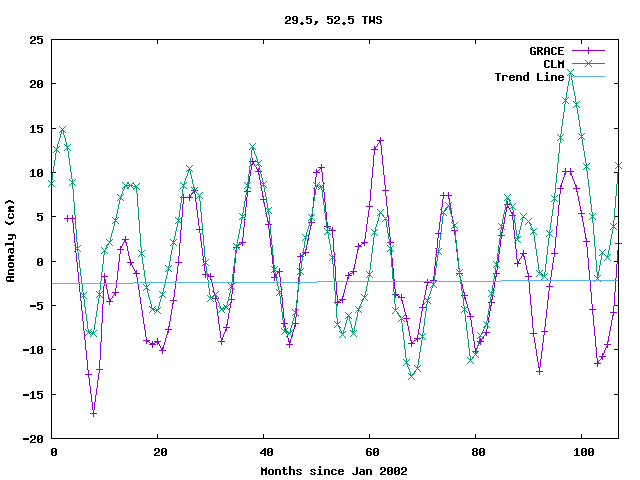 29.5, 52.5 TWS
GRACE
CLM
Trend Line
25
20
15
10
5
0
-5
-10
-15
-20
Anomaly (cm)
0 20 40 60 80 100
Months since Jan 2002